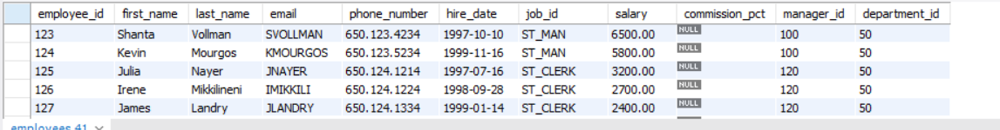 employee_id first_name last_name email phone_number hire_date job_id salary commission_pct manager_id department_id
123 Shanta Vollman SVOLLMAN 650.123.4234 1997-10-10 ST_MAN 6500.00 NULL 100 50
124 Kevin Mourgos KMOURGOS 650.123.5234 1999-11-16 ST_MAN 5800.00 NULL 100 50
125 Julia Nayer JNAYER 650.124.1214 1997-07-16 ST_CLERK 3200.00 NULL 120 50
126 Irene Mikkilineni IMIKKILI 650.124.1224 1998-09-28 ST_CLERK 2700.00 NULL 120 50
127 James Landry JLANDRY 650.124.1334 1999-01-14 ST_CLERK 2400.00 NULL 120 50
employees 41